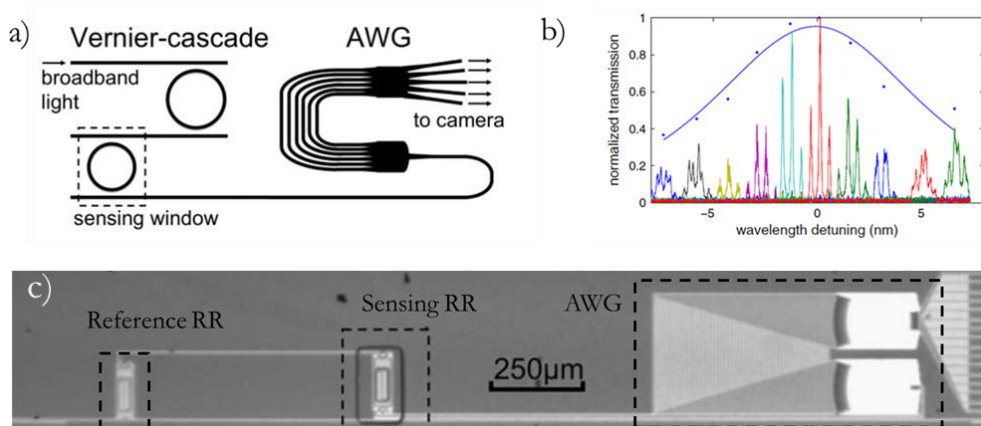 a)
Vernier-cascade
AWG
broadband
light
to camera
sensing window
b)
normalized transmission
1
0.8
0.6
0.4
0.2
0
−5
0
5
wavelength detuning (nm)
c)
Reference RR
Sensing RR
AWG
250μm